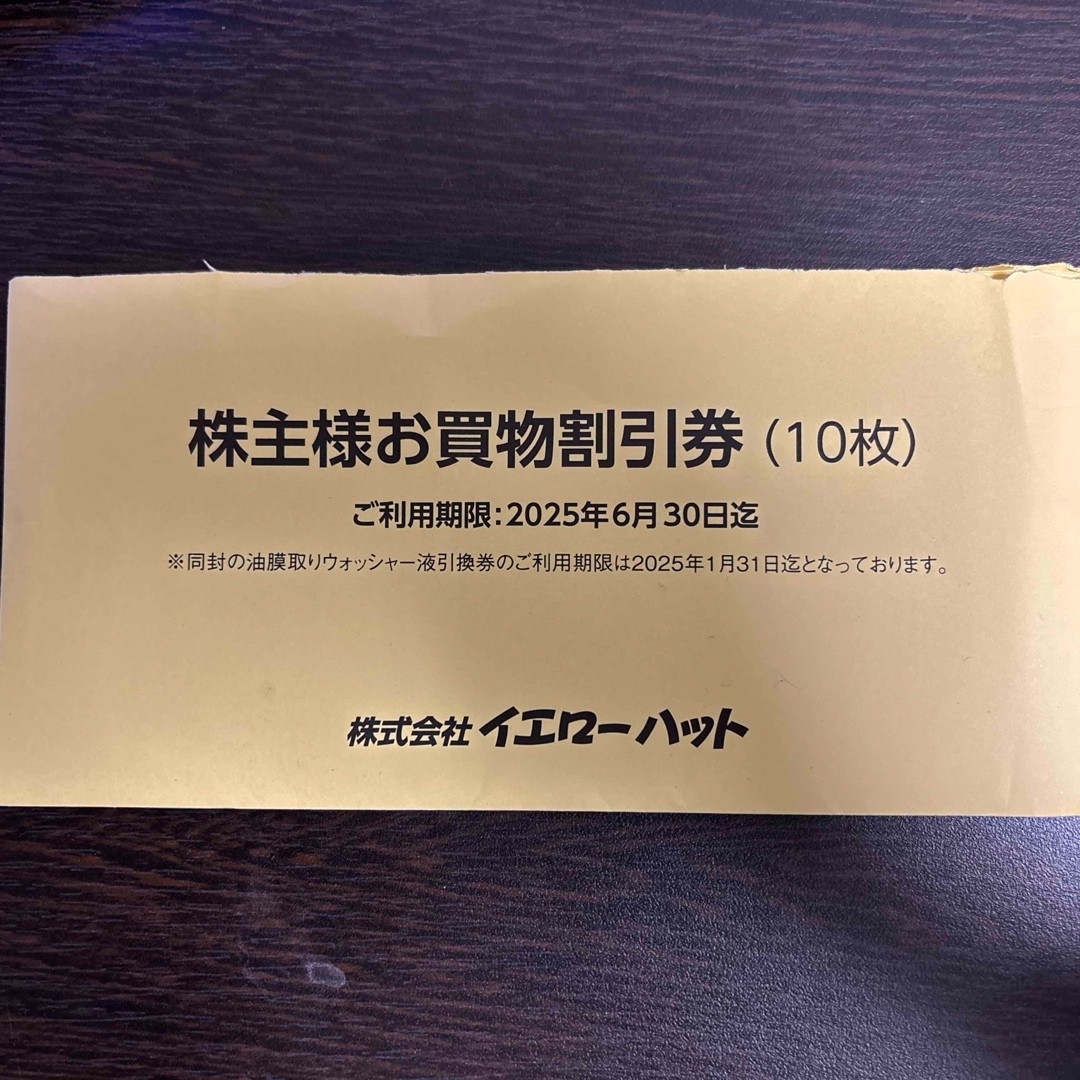 株主様お買物割引券（10枚）
ご利用期限：2025年6月30日迄
※同封の油膜取りウォッシャー液引換券のご利用期限は2025年1月31日迄となっております。
株式会社 イエローハット